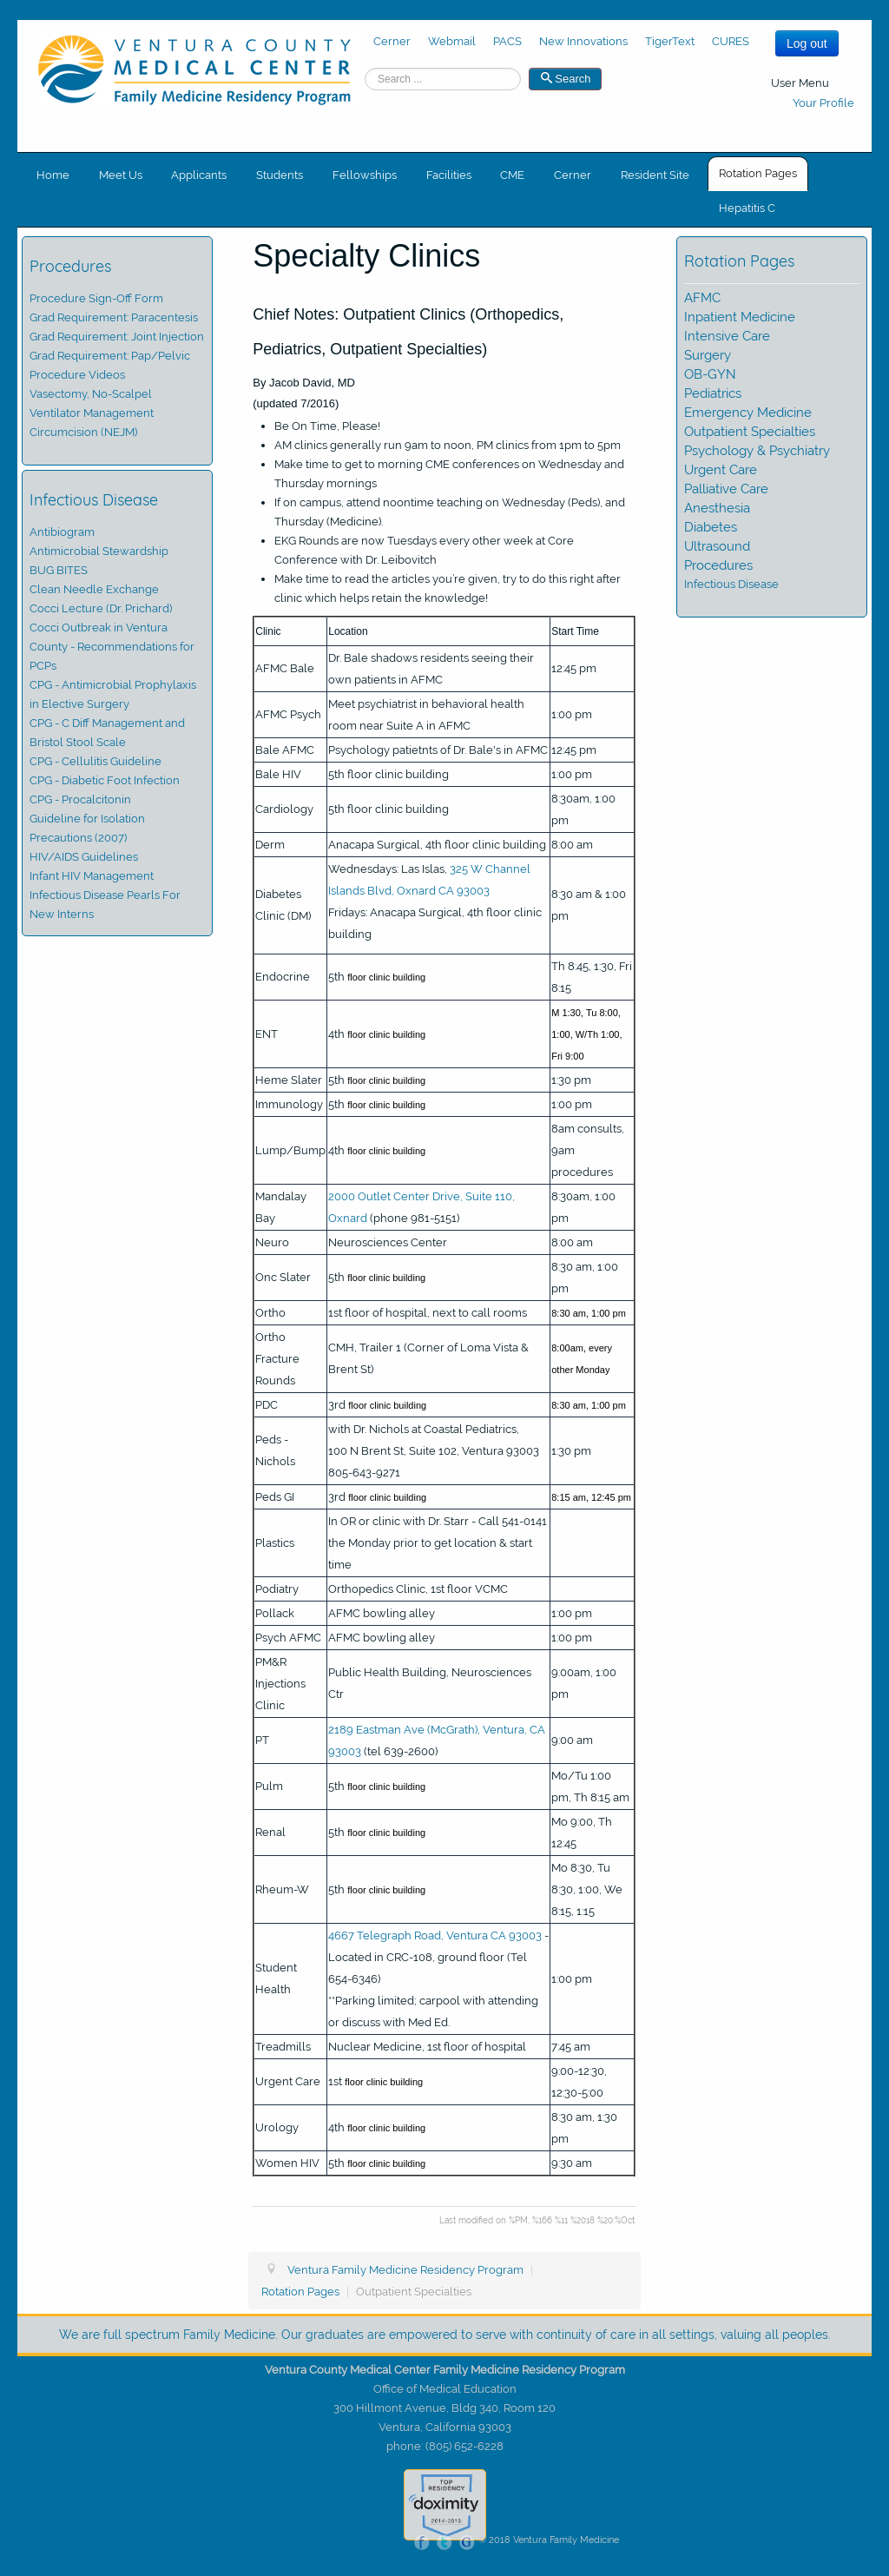 VENTURA COUNTY
MEDICAL CENTER
Family Medicine Residency Program
Cerner Webmail PACS New Innovations TigerText CURES
Log out
Search ... Search
User Menu
Your Profile
Home Meet Us Applicants Students Fellowships Facilities CME Cerner Resident Site Rotation Pages
Hepatitis C
Procedures
Procedure Sign-Off Form
Grad Requirement: Paracentesis
Grad Requirement: Joint Injection
Grad Requirement: Pap/Pelvic
Procedure Videos
Vasectomy, No-Scalpel
Ventilator Management
Circumcision (NEJM)
Infectious Disease
Antibiogram
Antimicrobial Stewardship
BUG BITES
Clean Needle Exchange
Cocci Lecture (Dr. Prichard)
Cocci Outbreak in Ventura
County - Recommendations for
PCPs
CPG - Antimicrobial Prophylaxis
in Elective Surgery
CPG - C Diff Management and
Bristol Stool Scale
CPG - Cellulitis Guideline
CPG - Diabetic Foot Infection
CPG - Procalcitonin
Guideline for Isolation
Precautions (2007)
HIV/AIDS Guidelines
Infant HIV Management
Infectious Disease Pearls For
New Interns
Specialty Clinics
Chief Notes: Outpatient Clinics (Orthopedics,
Pediatrics, Outpatient Specialties)
By Jacob David, MD
(updated 7/2016)
Be On Time, Please!
AM clinics generally run 9am to noon, PM clinics from 1pm to 5pm
Make time to get to morning CME conferences on Wednesday and
Thursday mornings
If on campus, attend noontime teaching on Wednesday (Peds), and
Thursday (Medicine).
EKG Rounds are now Tuesdays every other week at Core
Conference with Dr. Leibovitch
Make time to read the articles you're given, try to do this right after
clinic which helps retain the knowledge!
Clinic Location Start Time
AFMC Bale
Dr. Bale shadows residents seeing their
own patients in AFMC
12:45 pm
AFMC Psych
Meet psychiatrist in behavioral health
room near Suite A in AFMC
1:00 pm
Bale AFMC Psychology patietnts of Dr. Bale's in AFMC 12:45 pm
Bale HIV 5th floor clinic building 1:00 pm
Cardiology 5th floor clinic building
8:30am, 1:00
pm
Derm Anacapa Surgical, 4th floor clinic building 8:00 am
Diabetes
Clinic (DM)
Wednesdays: Las Islas, 325 W Channel
Islands Blvd, Oxnard CA 93003
Fridays: Anacapa Surgical, 4th floor clinic
building
8:30 am & 1:00
pm
Endocrine 5th floor clinic building
Th 8:45, 1:30, Fri
8:15
ENT 4th floor clinic building
M 1:30, Tu 8:00,
1:00, W/Th 1:00,
Fri 9:00
Heme Slater 5th floor clinic building 1:30 pm
Immunology 5th floor clinic building 1:00 pm
Lump/Bump 4th floor clinic building
8am consults,
9am
procedures
Mandalay
Bay
2000 Outlet Center Drive, Suite 110,
Oxnard (phone 981-5151)
8:30am, 1:00
pm
Neuro Neurosciences Center 8:00 am
Onc Slater 5th floor clinic building
8:30 am, 1:00
pm
Ortho 1st floor of hospital, next to call rooms 8:30 am, 1:00 pm
Ortho
Fracture
Rounds
CMH, Trailer 1 (Corner of Loma Vista &
Brent St)
8:00am, every
other Monday
PDC 3rd floor clinic building 8:30 am, 1:00 pm
Peds -
Nichols
with Dr. Nichols at Coastal Pediatrics,
100 N Brent St, Suite 102, Ventura 93003
805-643-9271
1:30 pm
Peds GI 3rd floor clinic building 8:15 am, 12:45 pm
Plastics
In OR or clinic with Dr. Starr - Call 541-0141
the Monday prior to get location & start
time
Podiatry Orthopedics Clinic, 1st floor VCMC
Pollack AFMC bowling alley 1:00 pm
Psych AFMC AFMC bowling alley 1:00 pm
PM&R
Injections
Clinic
Public Health Building, Neurosciences
Ctr
9:00am, 1:00
pm
PT
2189 Eastman Ave (McGrath), Ventura, CA
93003 (tel 639-2600)
9:00 am
Pulm 5th floor clinic building
Mo/Tu 1:00
pm, Th 8:15 am
Renal 5th floor clinic building
Mo 9:00, Th
12:45
Rheum-W 5th floor clinic building
Mo 8:30, Tu
8:30, 1:00, We
8:15, 1:15
Student
Health
4667 Telegraph Road, Ventura CA 93003 -
Located in CRC-108, ground floor (Tel
654-6346)
**Parking limited; carpool with attending
or discuss with Med Ed.
1:00 pm
Treadmills Nuclear Medicine, 1st floor of hospital 7:45 am
Urgent Care 1st floor clinic building
9:00-12:30,
12:30-5:00
Urology 4th floor clinic building
8:30 am, 1:30
pm
Women HIV 5th floor clinic building 9:30 am
Last modified on %PM, %166 %11 %2018 %20:%Oct
Ventura Family Medicine Residency Program |
Rotation Pages | Outpatient Specialties
Rotation Pages
AFMC
Inpatient Medicine
Intensive Care
Surgery
OB-GYN
Pediatrics
Emergency Medicine
Outpatient Specialties
Psychology & Psychiatry
Urgent Care
Palliative Care
Anesthesia
Diabetes
Ultrasound
Procedures
Infectious Disease
We are full spectrum Family Medicine. Our graduates are empowered to serve with continuity of care in all settings, valuing all peoples.
Ventura County Medical Center Family Medicine Residency Program
Office of Medical Education
300 Hillmont Avenue, Bldg 340, Room 120
Ventura, California 93003
phone: (805) 652-6228
TOP
RESIDENCY
doximity
2014-2015
2018 Ventura Family Medicine